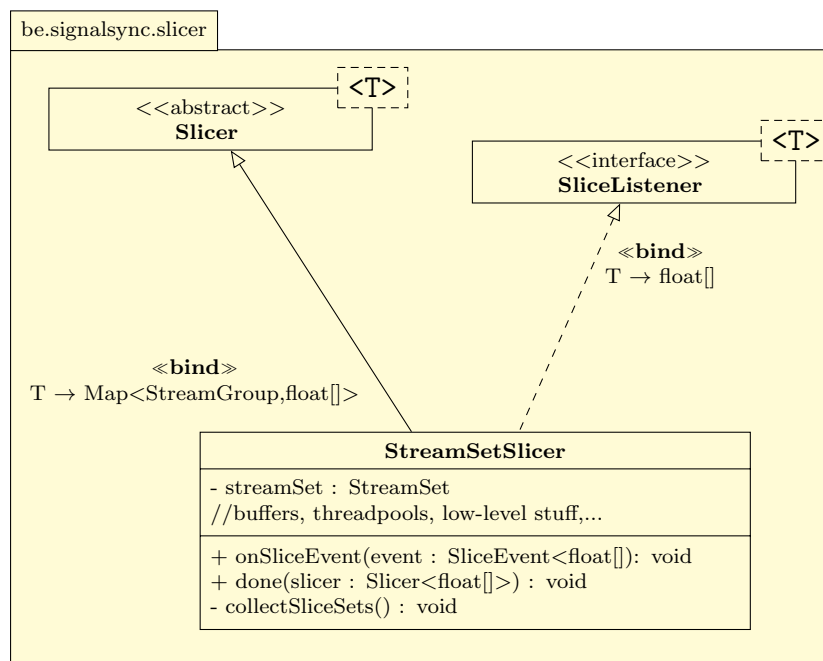 be.signalsync.slicer
<T>
<<abstract>>
Slicer
<T>
<<interface>>
SliceListener
≪bind≫
T → float[]
≪bind≫
T → Map<StreamGroup,float[]>
StreamSetSlicer
- streamSet : StreamSet
//buffers, threadpools, low-level stuff,...
+ onSliceEvent(event : SliceEvent<float[]): void
+ done(slicer : Slicer<float[]>) : void
- collectSliceSets() : void